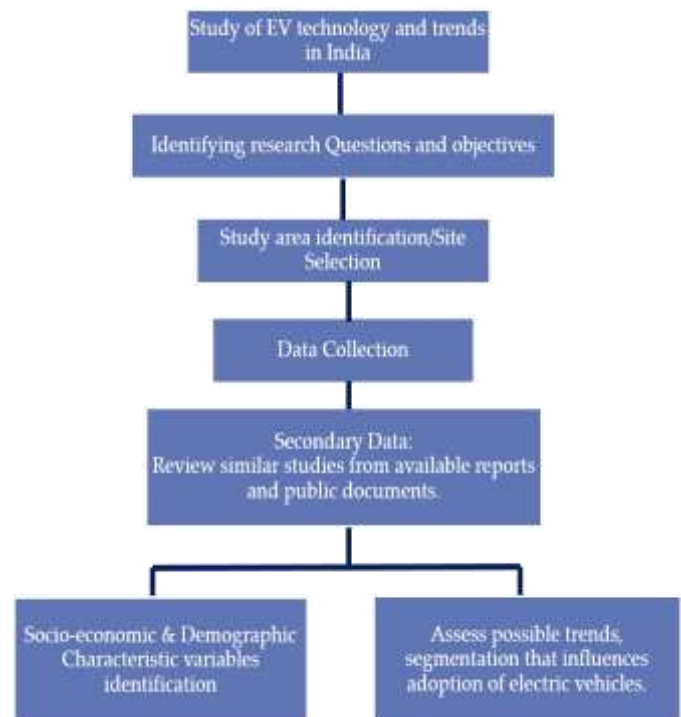 Study of EV technology and trends
in India
Identifying research Questions and objectives
Study area identification/Site
Selection
Data Collection
Secondary Data:
Review similar studies from available reports
and public documents.
Socio-economic & Demographic
Characteristic variables
identification
Assess possible trends,
segmentation that influences
adoption of electric vehicles.